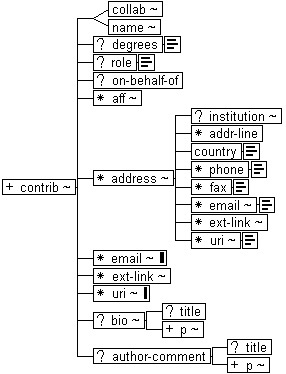 collab ~
name ~
? degrees
? role
? on-behalf-of
* aff ~
? institution ~
* addr-line
country
+ contrib ~
* address ~
* phone
* fax
* email ~
* ext-link ~
* uri ~
* email ~
* ext-link ~
* uri ~
? bio ~
? title
+ p ~
? author-comment
? title
+ p ~